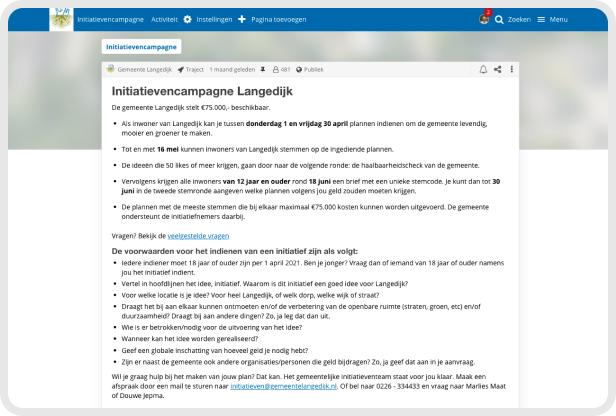 Initiatievencampagne Activiteit Instellingen Pagina toevoegen 2 Zoeken Menu
Initiatievencampagne
Gemeente Langedijk Traject 1 maand geleden 481 Publiek
Initiatievencampagne Langedijk
De gemeente Langedijk stelt €75.000,- beschikbaar.
• Als inwoner van Langedijk kan je tussen donderdag 1 en vrijdag 30 april plannen indienen om de gemeente levendig,
mooier en groener te maken.
• Tot en met 16 mei kunnen inwoners van Langedijk stemmen op de ingediende plannen.
• De ideeën die 50 likes of meer krijgen, gaan door naar de volgende ronde: de haalbaarheidscheck van de gemeente.
• Vervolgens krijgen alle inwoners van 12 jaar en ouder rond 18 juni een brief met een unieke stemcode. Je kunt dan tot 30
juni in de tweede stemronde aangeven welke plannen volgens jou geld zouden moeten krijgen.
• De plannen met de meeste stemmen die bij elkaar maximaal €75.000 kosten kunnen worden uitgevoerd. De gemeente
ondersteunt de initiatiefnemers daarbij.
Vragen? Bekijk de veelgestelde vragen
De voorwaarden voor het indienen van een initiatief zijn als volgt:
• Iedere indiener moet 18 jaar of ouder zijn per 1 april 2021. Ben je jonger? Vraag dan of iemand van 18 jaar of ouder namens
jou het initiatief indient.
• Vertel in hoofdlijnen het idee, initiatief. Waarom is dit initiatief een goed idee voor Langedijk?
• Voor welke locatie is je idee? Voor heel Langedijk, of welk dorp, welke wijk of straat?
• Draagt het bij aan elkaar kunnen ontmoeten en/of de verbetering van de openbare ruimte (straten, groen, etc) en/of
duurzaamheid? Draagt bij aan andere dingen? Zo, ja leg dat dan uit.
• Wie is er betrokken/nodig voor de uitvoering van het idee?
• Wanneer kan het idee worden gerealiseerd?
• Geef een globale inschatting van hoeveel geld je nodig hebt?
• Zijn er naast de gemeente ook andere organisaties/personen die geld bijdragen? Zo, ja geef dat aan in je aanvraag.
Wil je graag hulp bij het maken van jouw plan? Dat kan. Het gemeentelijke initiatieventeam staat voor jou klaar. Maak een
afspraak door een mail te sturen naar initiatieven@gemeentelangedijk.nl. Of bel naar 0226 - 334433 en vraag naar Marlies Maat
of Douwe Jepma.